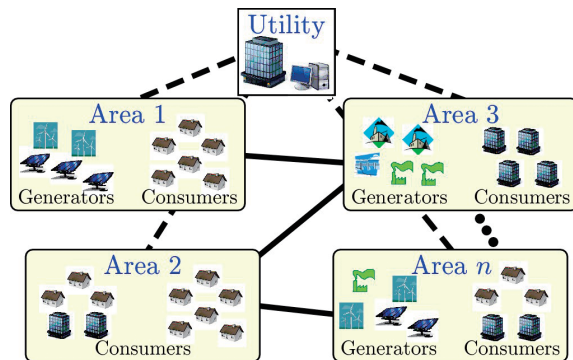 Utility
Area 1
Generators Consumers
Area 3
Generators Consumers
Area 2
Consumers
Area n
Generators Consumers